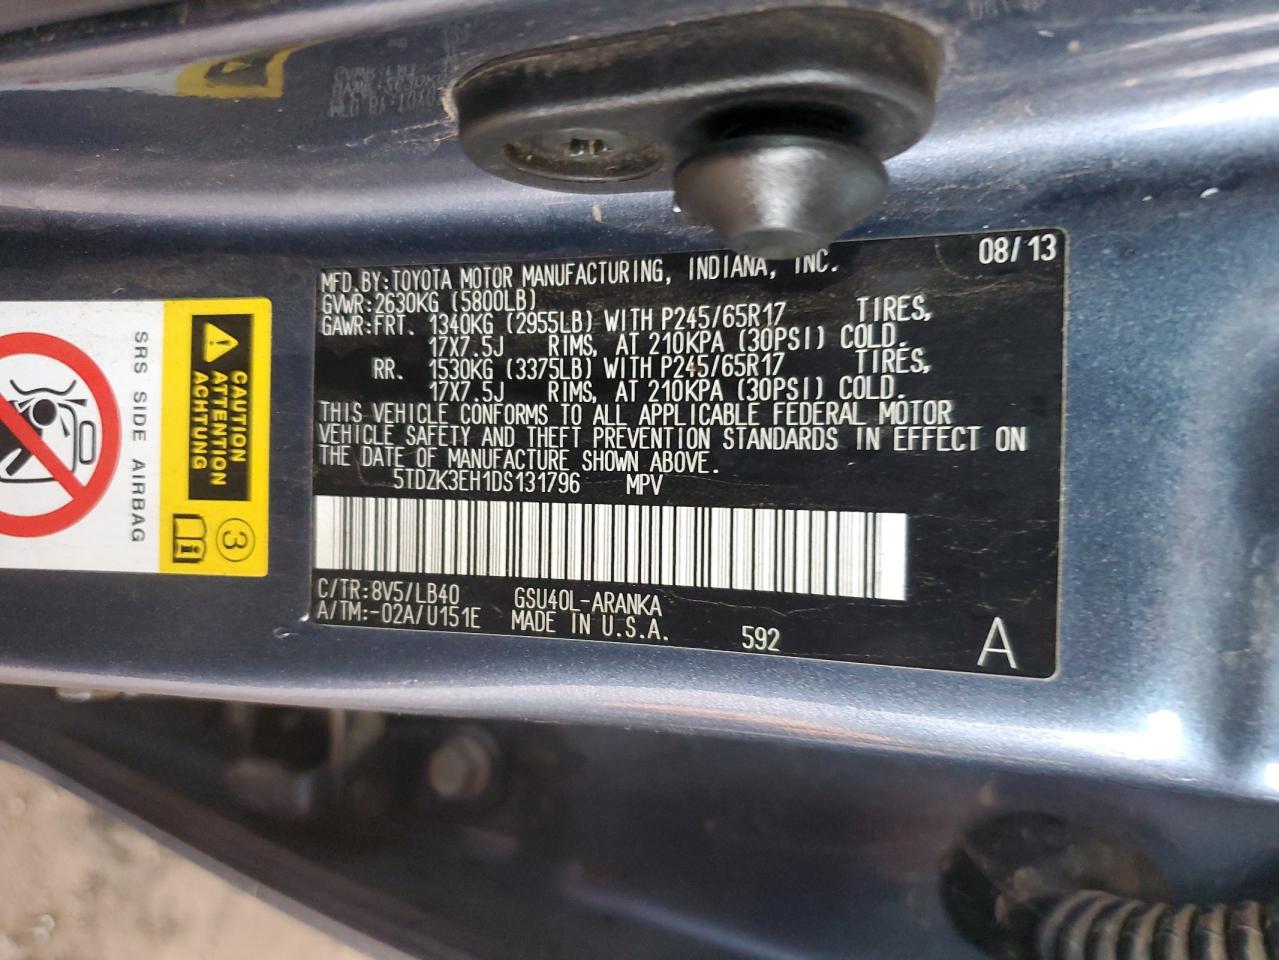 MFD.BY:TOYOTA MOTOR MANUFACTURING, INDIANA, INC. 08/13
GVWR:2630KG (5800LB)
GAWR:FRT. 1340KG (2955LB) WITH P245/65R17 TIRES,
17X7.5J RIMS, AT 210KPA (30PSI) COLD.
RR. 1530KG (3375LB) WITH P245/65R17 TIRES,
17X7.5J RIMS, AT 210KPA (30PSI) COLD.
THIS VEHICLE CONFORMS TO ALL APPLICABLE FEDERAL MOTOR
VEHICLE SAFETY AND THEFT PREVENTION STANDARDS IN EFFECT ON
THE DATE OF MANUFACTURE SHOWN ABOVE.
5TDZK3EH1DS131796 MPV
C/TR:8V5/LB40 GSU40L-ARANKA
A/TM:-02A/U151E MADE IN U.S.A. 592 A
CAUTION
ATTENTION
ACHTUNG
3
SRS SIDE AIRBAG